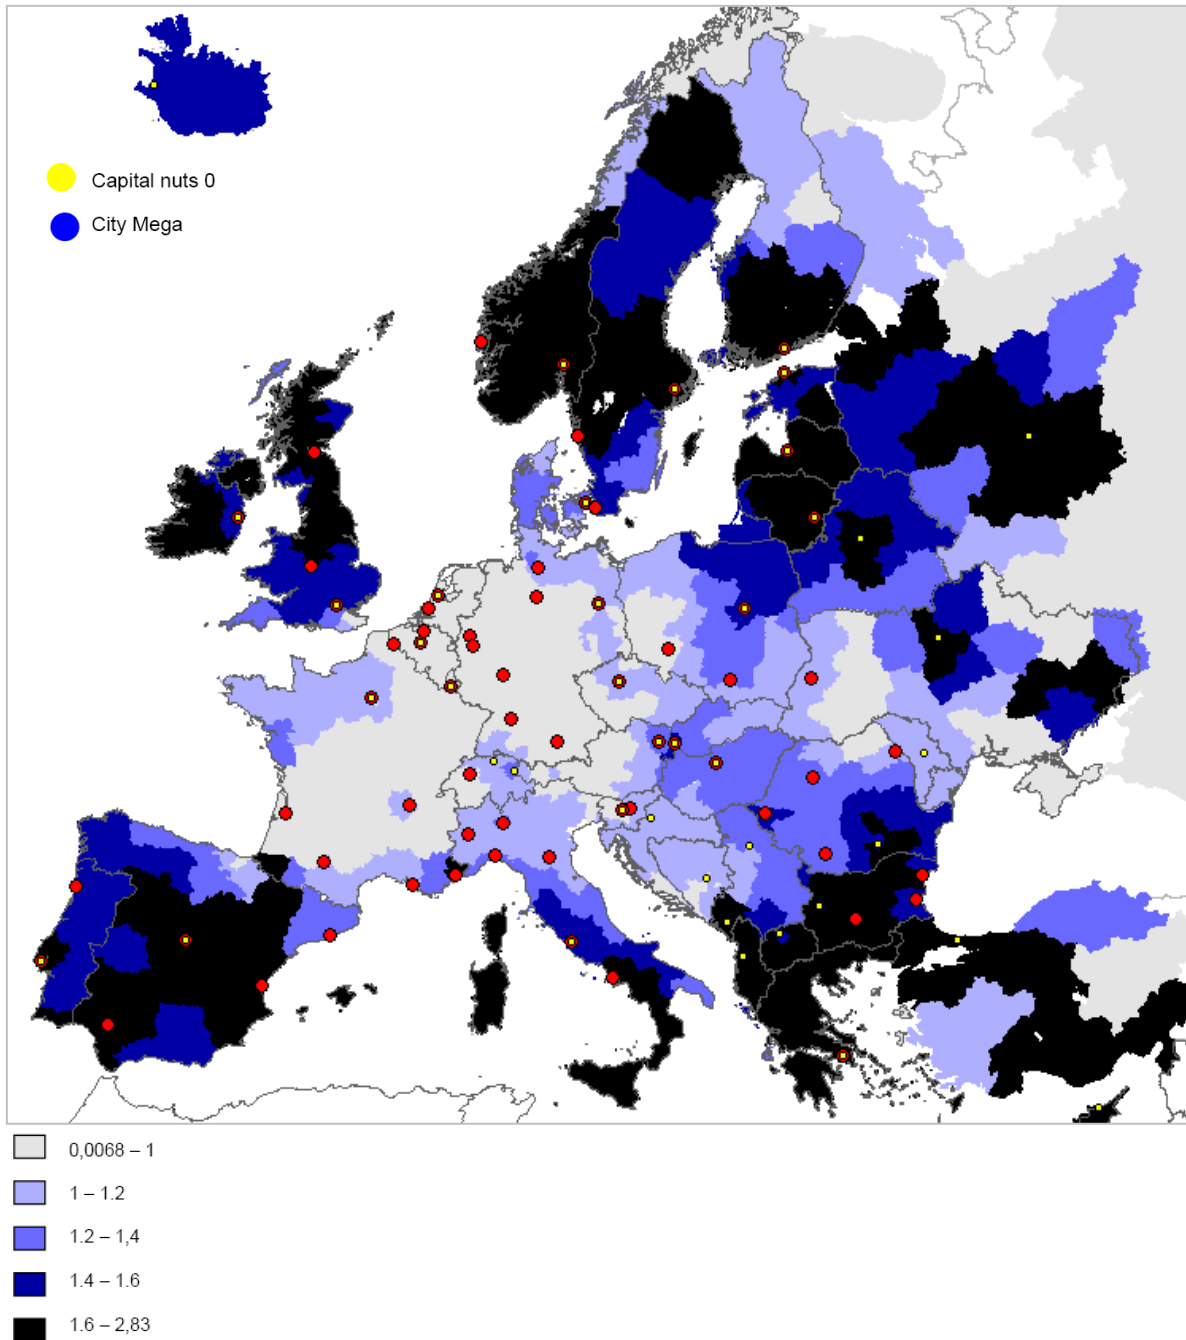 Capital nuts 0
City Mega
0,0068 – 1
1 – 1.2
1.2 – 1,4
1.4 – 1.6
1.6 – 2,83